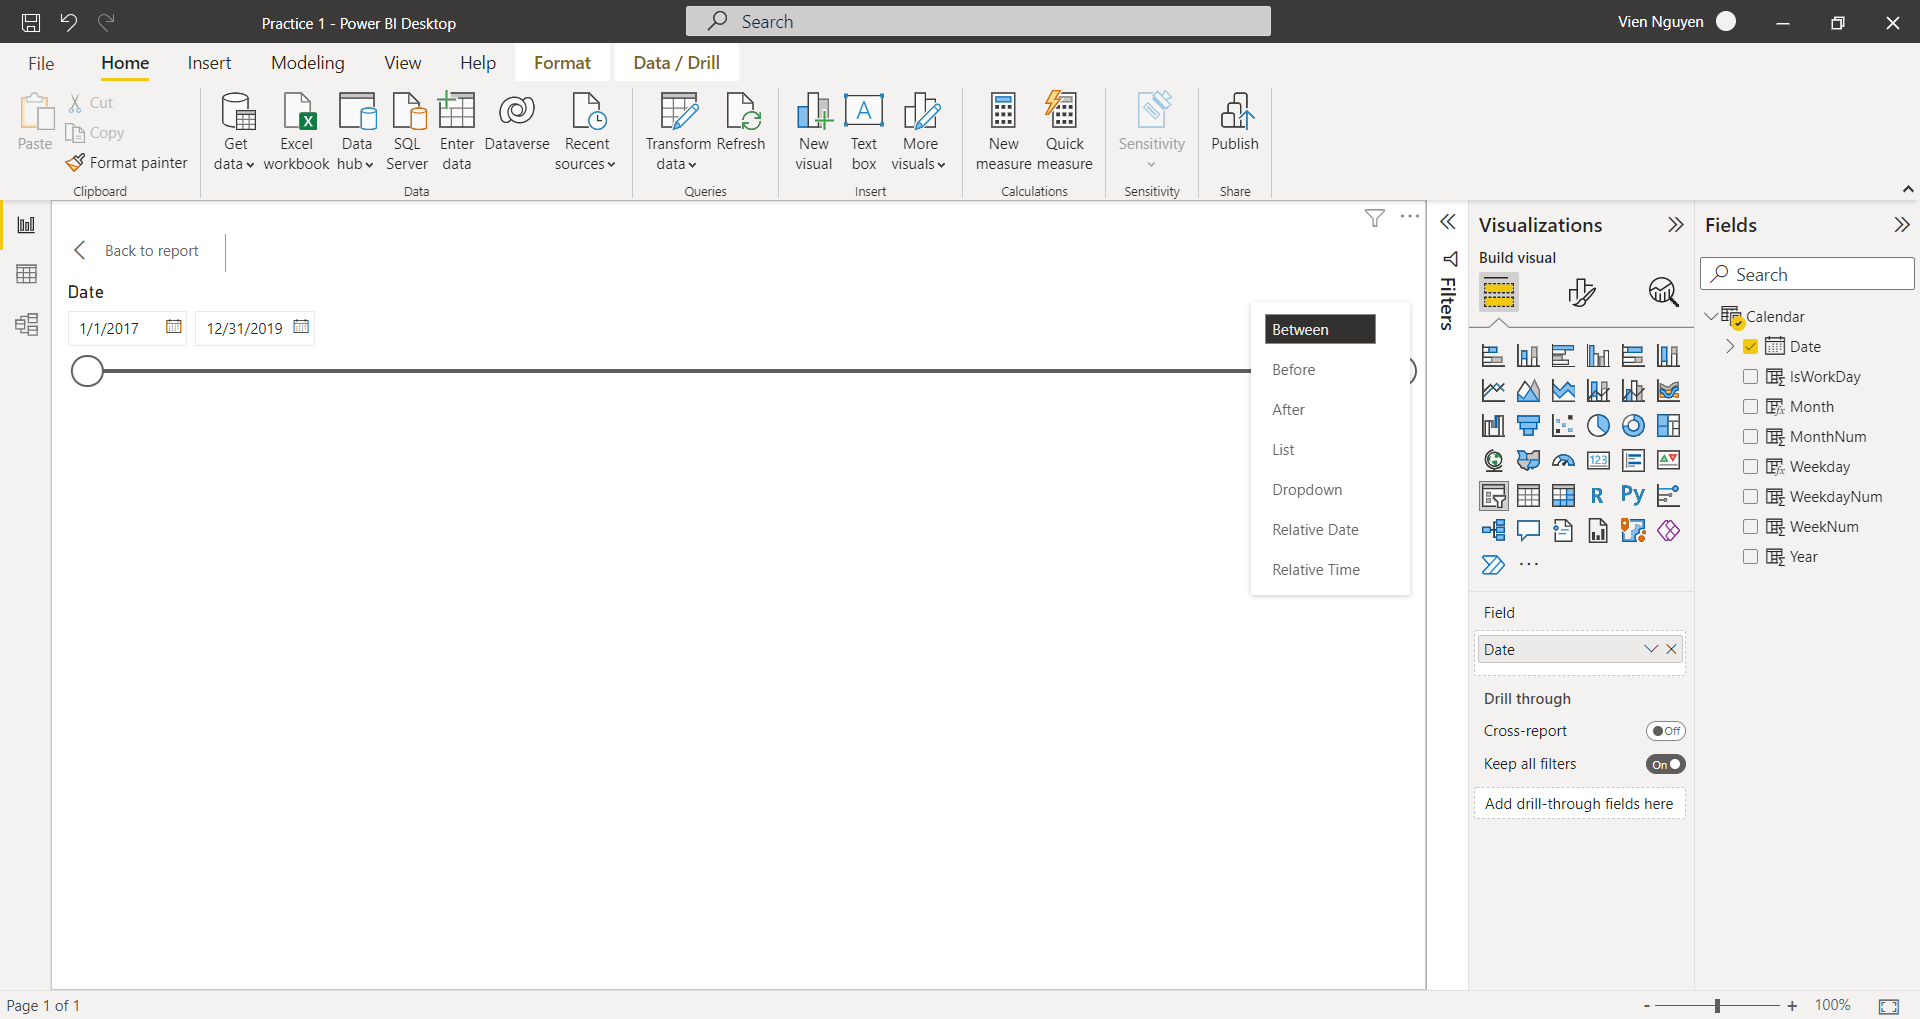 Practice 1 - Power BI Desktop
Search
Vien Nguyen
File Home Insert Modeling View Help Format Data / Drill
Paste
Cut
Copy
Format painter
Clipboard
Get data
Excel workbook
Data hub
SQL Server
Enter data
Dataverse
Recent sources
Data
Transform data
Refresh
Queries
New visual
Text box
More visuals
Insert
New measure
Quick measure
Calculations
Sensitivity
Sensitivity
Publish
Share
Back to report
Date
1/1/2017 12/31/2019
Between
Before
After
List
Dropdown
Relative Date
Relative Time
Filters
Visualizations
Build visual
123
R
Py
Field
Date
Drill through
Cross-report Off
Keep all filters On
Add drill-through fields here
Fields
Search
Calendar
Date
IsWorkDay
Month
MonthNum
Weekday
WeekdayNum
WeekNum
Year
Page 1 of 1
- + 100%